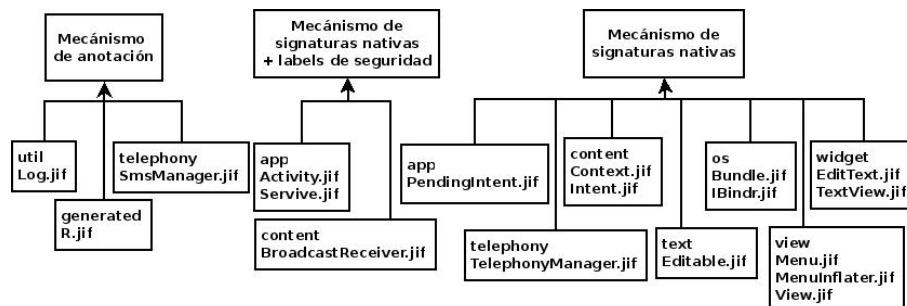 Mecánismo
de anotación
Mecánismo de
signaturas nativas
+ labels de seguridad
Mecánismo de
signaturas nativas
util
Log.jif
telephony
SmsManager.jif
generated
R.jif
app
Activity.jif
Servive.jif
content
BroadcastReceiver.jif
app
PendingIntent.jif
content
Context.jif
Intent.jif
os
Bundle.jif
IBindr.jif
widget
EditText.jif
TextView.jif
telephony
TelephonyManager.jif
text
Editable.jif
view
Menu.jif
MenuInflater.jif
View.jif